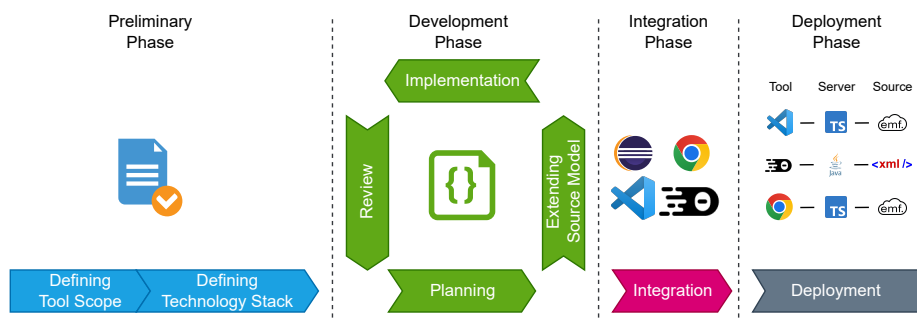 Preliminary
Phase
Development
Phase
Integration
Phase
Deployment
Phase
Implementation
Review
{}
Extending
Source Model
Planning
Defining
Tool Scope
Defining
Technology Stack
Integration
Tool Server Source
TS emf.
Java <xml/>
TS emf.
Deployment